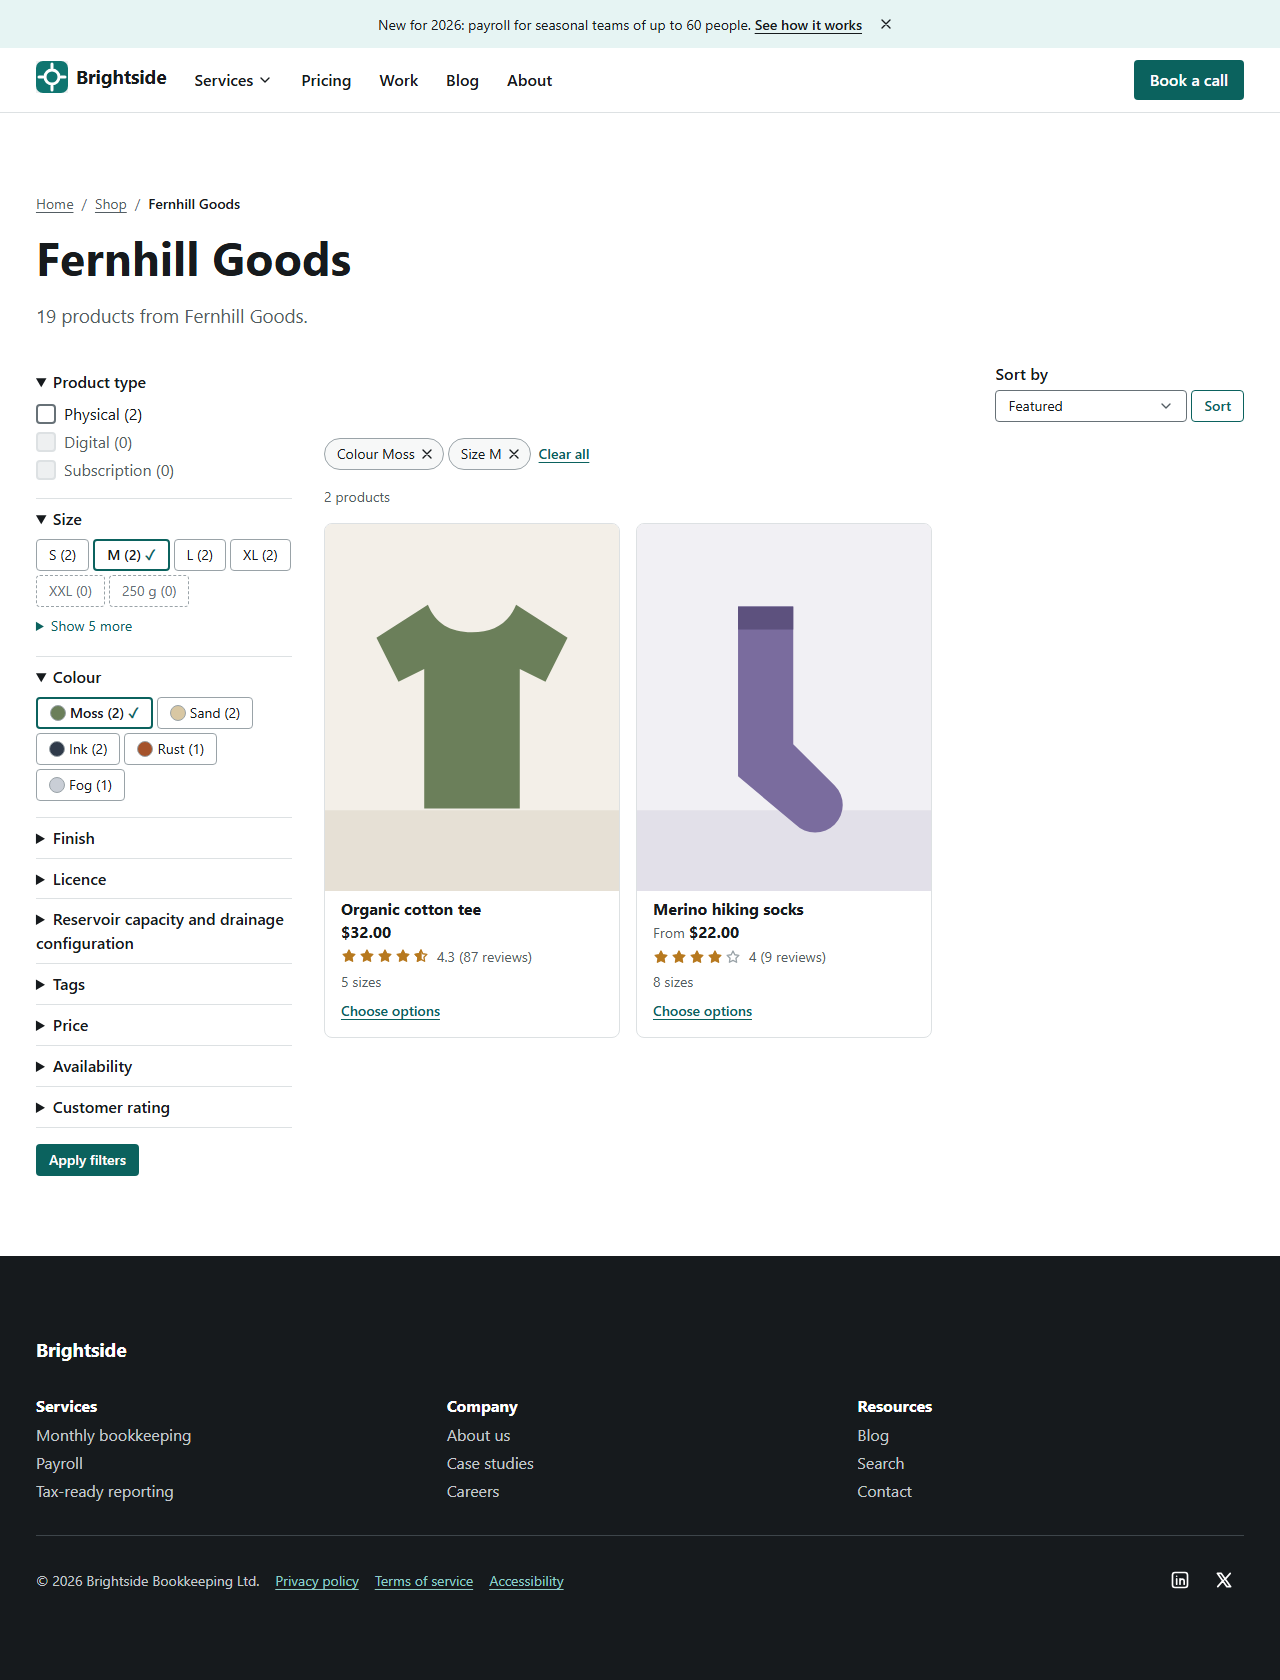 New for 2026: payroll for seasonal teams of up to 60 people. See how it works
Brightside
Services
Pricing
Work
Blog
About
Book a call
Home / Shop / Fernhill Goods
Fernhill Goods
19 products from Fernhill Goods.
Product type
Physical (2)
Digital (0)
Subscription (0)
Size
S (2)
M (2)
L (2)
XL (2)
XXL (0)
250 g (0)
Show 5 more
Colour
Moss (2)
Sand (2)
Ink (2)
Rust (1)
Fog (1)
Finish
Licence
Reservoir capacity and drainage
configuration
Tags
Price
Availability
Customer rating
Apply filters
Sort by
Featured
Sort
Colour Moss
Size M
Clear all
2 products
Organic cotton tee
$32.00
4.3 (87 reviews)
5 sizes
Choose options
Merino hiking socks
From $22.00
4 (9 reviews)
8 sizes
Choose options
Brightside
Services
Monthly bookkeeping
Payroll
Tax-ready reporting
Company
About us
Case studies
Careers
Resources
Blog
Search
Contact
© 2026 Brightside Bookkeeping Ltd.
Privacy policy
Terms of service
Accessibility